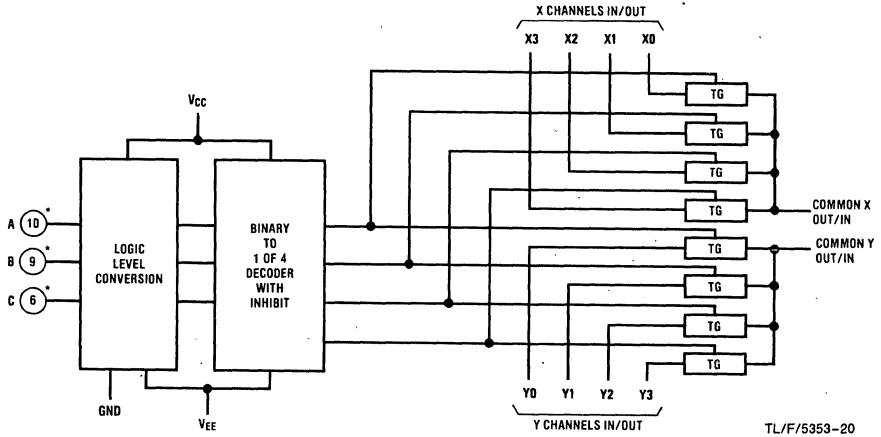 X CHANNELS IN/OUT
X3 X2 X1 X0
VCC
TG
TG
TG
TG
COMMON X
OUT/IN
TG
COMMON Y
OUT/IN
TG
TG
TG
A 10 *
B 9 *
C 6 *
LOGIC
LEVEL
CONVERSION
BINARY
TO
1 OF 4
DECODER
WITH
INHIBIT
GND
VEE
Y0 Y1 Y2 Y3
Y CHANNELS IN/OUT
TL/F/5353-20